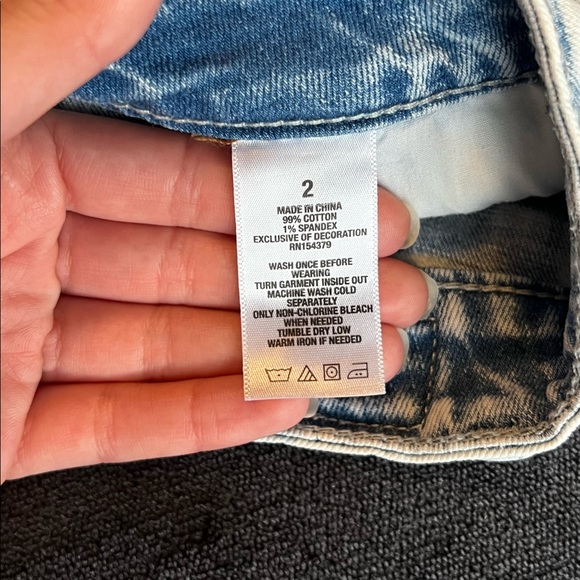 2
MADE IN CHINA
99% COTTON
1% SPANDEX
EXCLUSIVE OF DECORATION
RN154379
WASH ONCE BEFORE
WEARING
TURN GARMENT INSIDE OUT
MACHINE WASH COLD
SEPARATELY
ONLY NON-CHLORINE BLEACH
WHEN NEEDED
TUMBLE DRY LOW
WARM IRON IF NEEDED